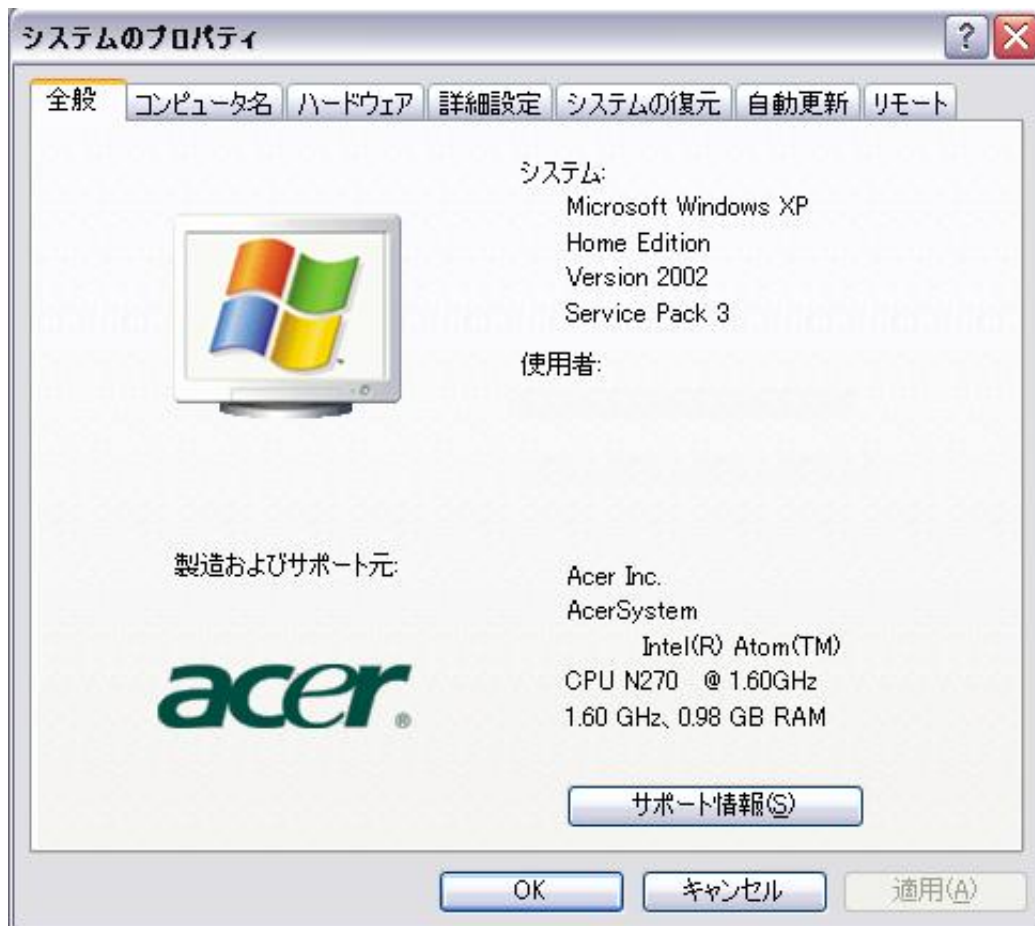 システムのプロパティ
全般 コンピュータ名 ハードウェア 詳細設定 システムの復元 自動更新 リモート
システム:
Microsoft Windows XP
Home Edition
Version 2002
Service Pack 3
使用者:
製造およびサポート元:
Acer Inc.
AcerSystem
Intel(R) Atom(TM)
CPU N270 @ 1.60GHz
1.60 GHz、0.98 GB RAM
acer®
サポート情報(S)
OK キャンセル 適用(A)